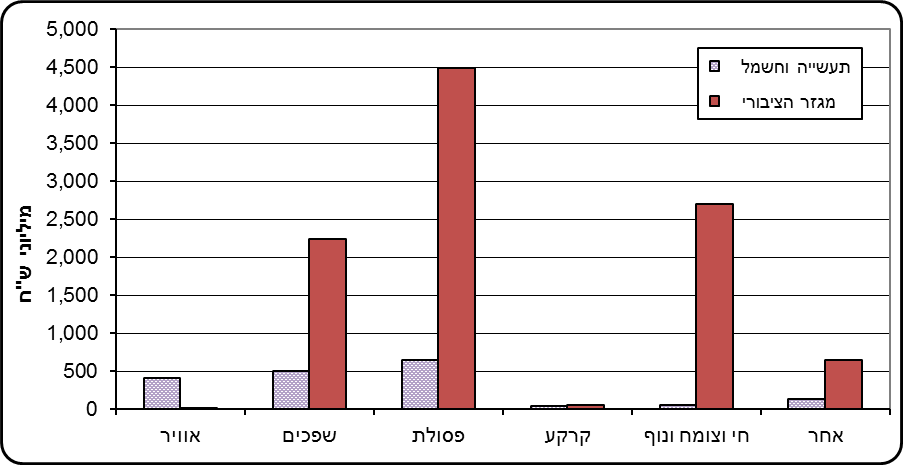 5,000
4,500
4,000
3,500
3,000
2,500
2,000
1,500
1,000
500
0
מיליוני ש"ח
תעשייה וחשמל
מגזר הציבורי
אוויר
שפכים
פסולת
קרקע
חי וצומח ונוף
אחר